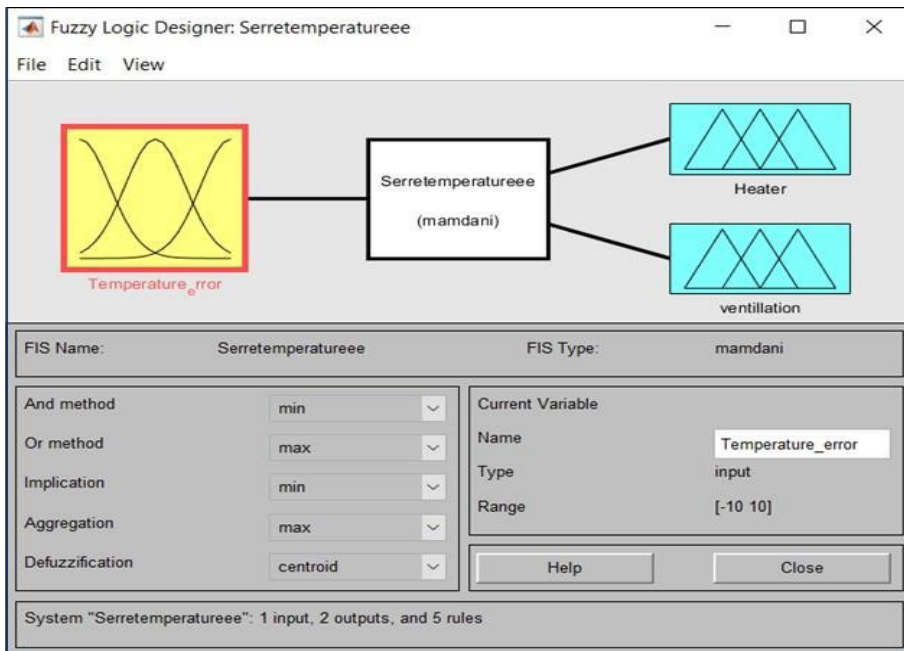 Fuzzy Logic Designer: Serretemperatureee
File Edit View
Serretemperatureee
(mamdani)
Temperature_error
Heater
ventillation
FIS Name: Serretemperatureee FIS Type: mamdani
And method min
Or method max
Implication min
Aggregation max
Defuzzification centroid
Current Variable
Name Temperature_error
Type input
Range [-10 10]
Help Close
System "Serretemperatureee": 1 input, 2 outputs, and 5 rules